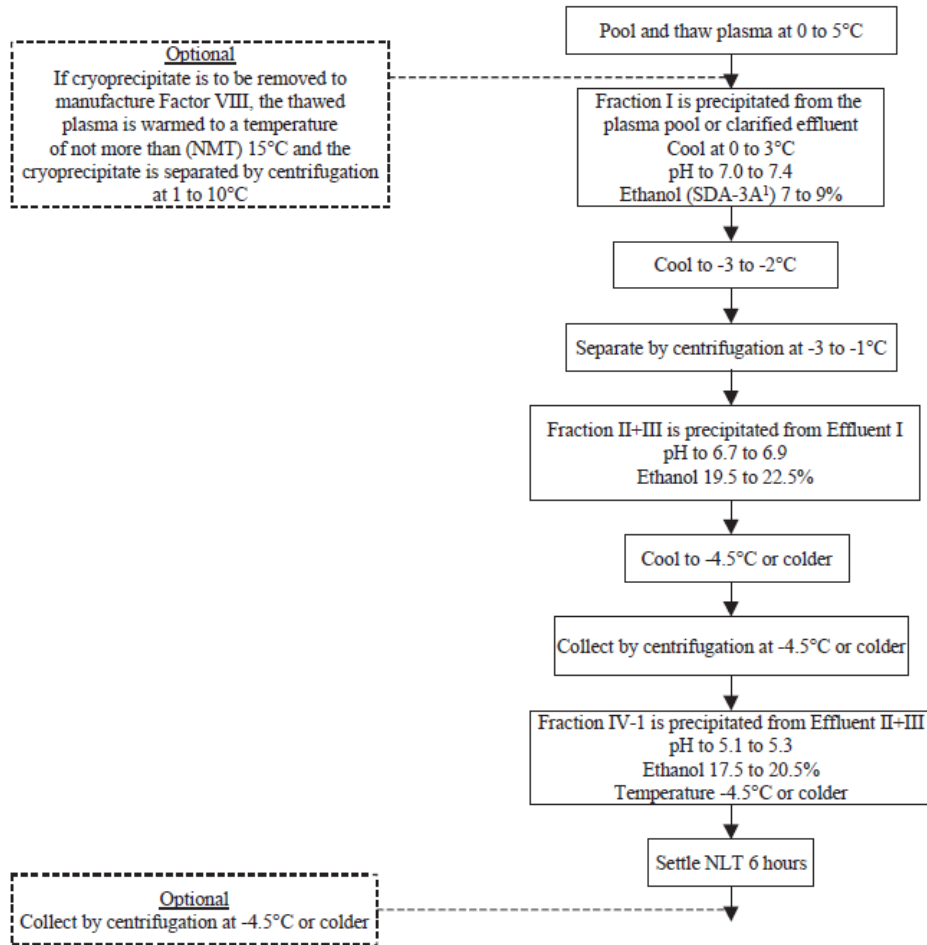 Pool and thaw plasma at 0 to 5°C
Optional
If cryoprecipitate is to be removed to
manufacture Factor VIII, the thawed
plasma is warmed to a temperature
of not more than (NMT) 15°C and the
cryoprecipitate is separated by centrifugation
at 1 to 10°C
Fraction I is precipitated from the
plasma pool or clarified effluent
Cool at 0 to 3°C
pH to 7.0 to 7.4
Ethanol (SDA-3A¹) 7 to 9%
Cool to -3 to -2°C
Separate by centrifugation at -3 to -1°C
Fraction II+III is precipitated from Effluent I
pH to 6.7 to 6.9
Ethanol 19.5 to 22.5%
Cool to -4.5°C or colder
Collect by centrifugation at -4.5°C or colder
Fraction IV-1 is precipitated from Effluent II+III
pH to 5.1 to 5.3
Ethanol 17.5 to 20.5%
Temperature -4.5°C or colder
Settle NLT 6 hours
Optional
Collect by centrifugation at -4.5°C or colder